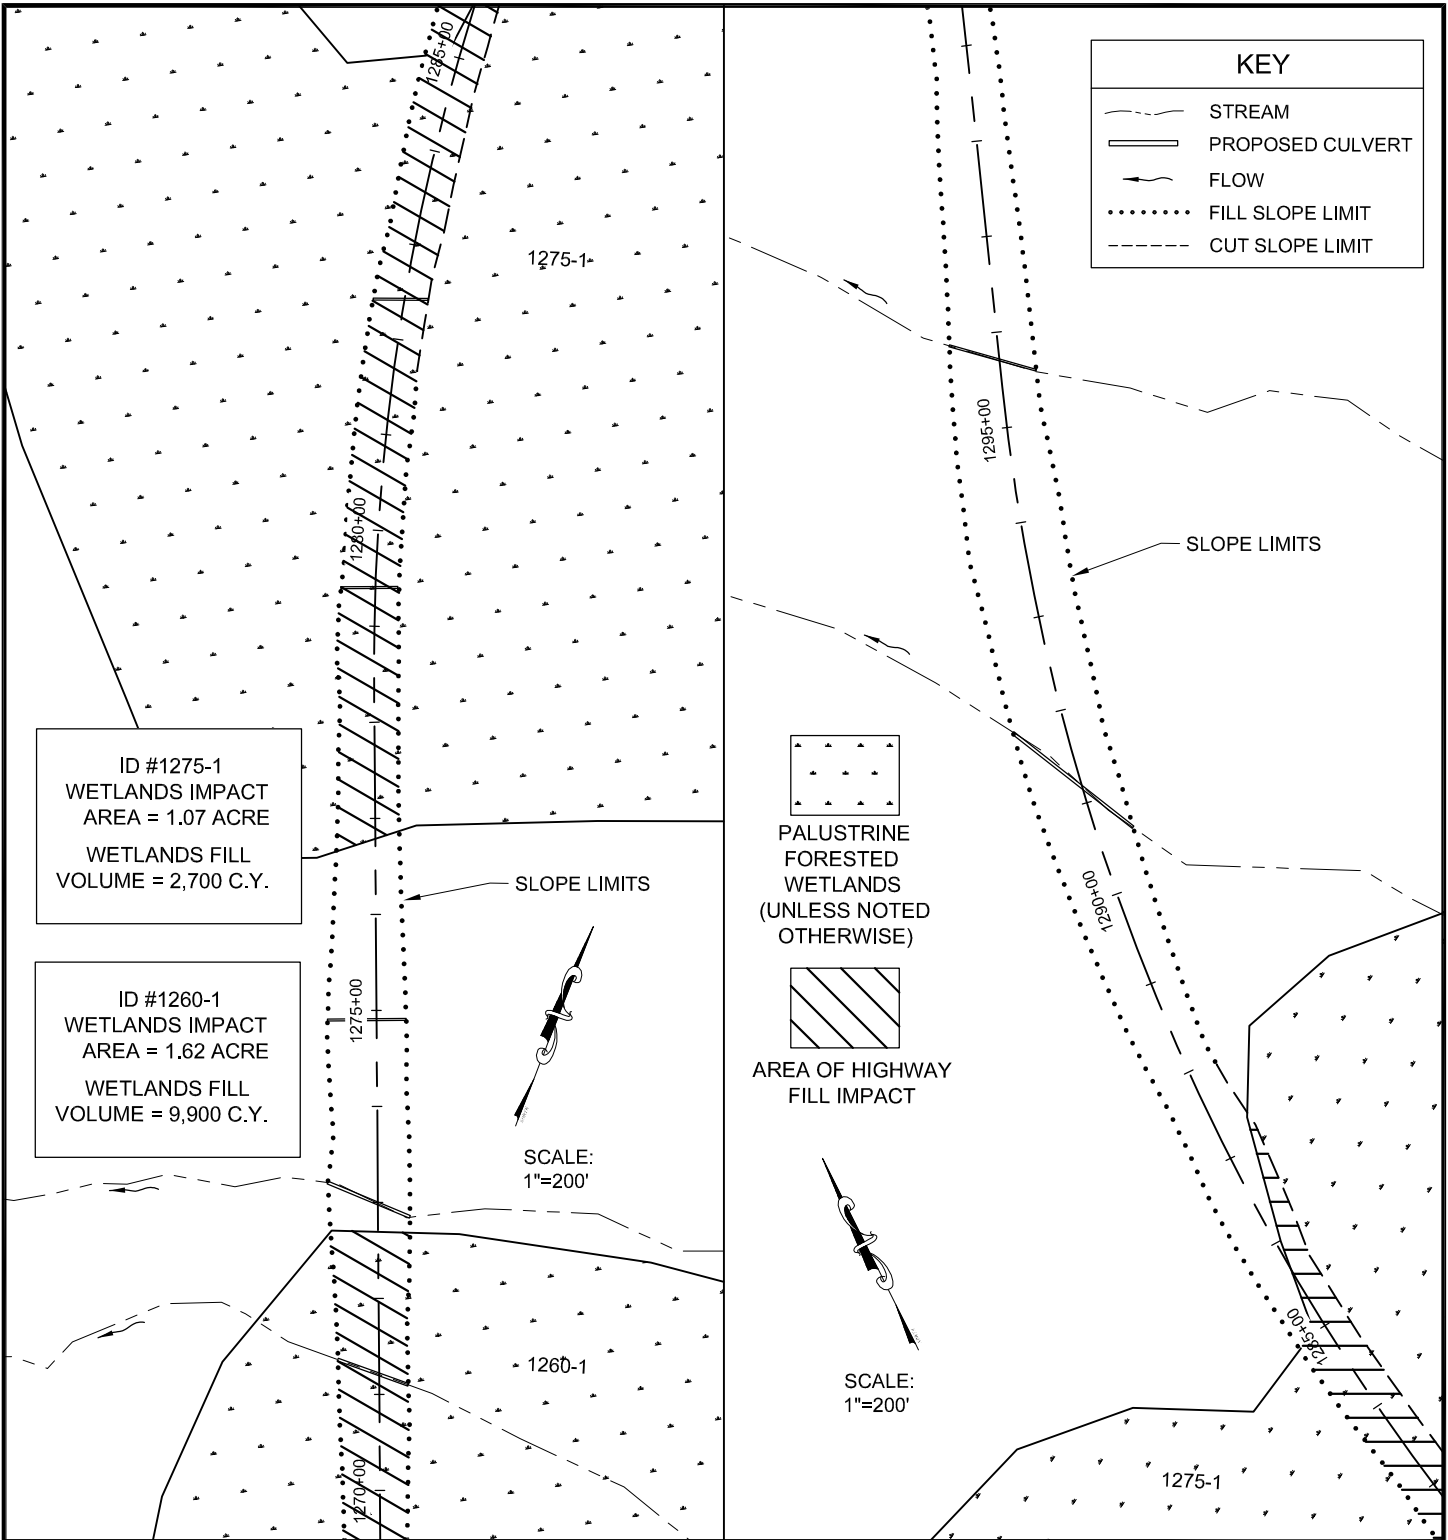 1285+00
1275-1
1280+00
ID #1275-1
WETLANDS IMPACT
AREA = 1.07 ACRE
WETLANDS FILL
VOLUME = 2,700 C.Y.
SLOPE LIMITS
1275+00
ID #1260-1
WETLANDS IMPACT
AREA = 1.62 ACRE
WETLANDS FILL
VOLUME = 9,900 C.Y.
SCALE:
1"=200'
1260-1
1270+00
KEY
STREAM
PROPOSED CULVERT
FLOW
FILL SLOPE LIMIT
CUT SLOPE LIMIT
1295+00
SLOPE LIMITS
PALUSTRINE
FORESTED
WETLANDS
(UNLESS NOTED
OTHERWISE)
1290+00
AREA OF HIGHWAY
FILL IMPACT
1285+00
SCALE:
1"=200'
1275-1